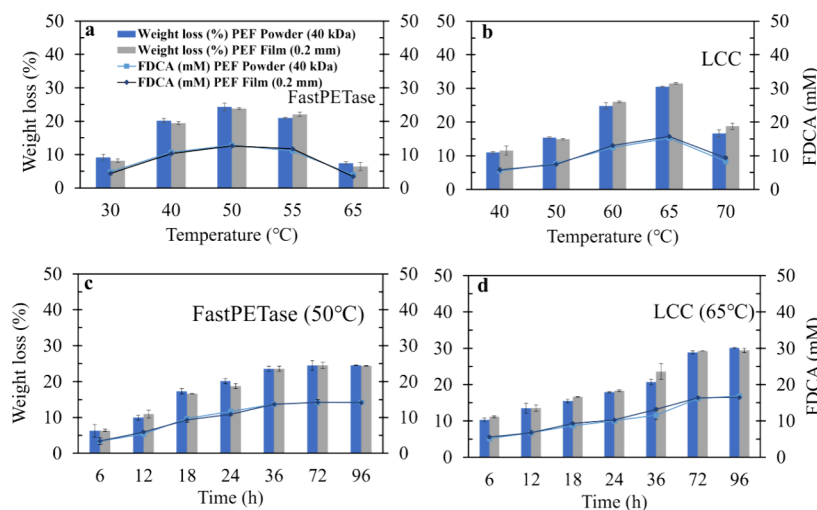 a
Weight loss (%) PEF Powder (40 kDa)
Weight loss (%) PEF Film (0.2 mm)
FDCA (mM) PEF Powder (40 kDa)
FDCA (mM) PEF Film (0.2 mm)
FastPETase
Weight loss (%)
50
40
30
20
10
0
50
40
30
20
10
0
30 40 50 55 65
Temperature (℃)
b
LCC
50
40
30
20
10
0
50
40
30
20
10
0
FDCA (mM)
40 50 60 65 70
Temperature (℃)
c
FastPETase (50℃)
Weight loss (%)
50
40
30
20
10
0
50
40
30
20
10
0
6 12 18 24 36 72 96
Time (h)
d
LCC (65℃)
50
40
30
20
10
0
50
40
30
20
10
0
FDCA (mM)
6 12 18 24 36 72 96
Time (h)